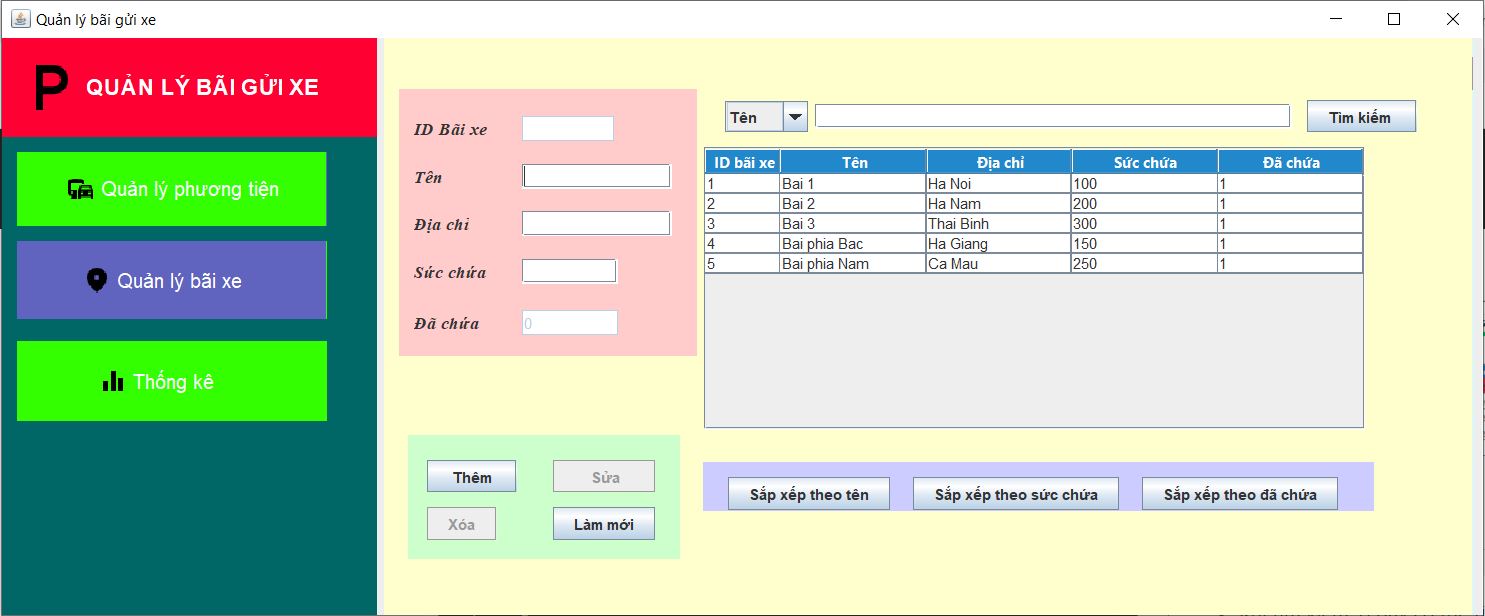 Quản lý bãi gửi xe
P QUẢN LÝ BÃI GỬI XE
Quản lý phương tiện
Quản lý bãi xe
Thống kê
ID Bãi xe
Tên
Địa chỉ
Sức chứa
Đã chứa 0
Thêm Sửa
Xóa Làm mới
Tên Tìm kiếm
ID bãi xe Tên Địa chỉ Sức chứa Đã chứa
1 Bai 1 Ha Noi 100 1
2 Bai 2 Ha Nam 200 1
3 Bai 3 Thai Binh 300 1
4 Bai phia Bac Ha Giang 150 1
5 Bai phia Nam Ca Mau 250 1
Sắp xếp theo tên Sắp xếp theo sức chứa Sắp xếp theo đã chứa